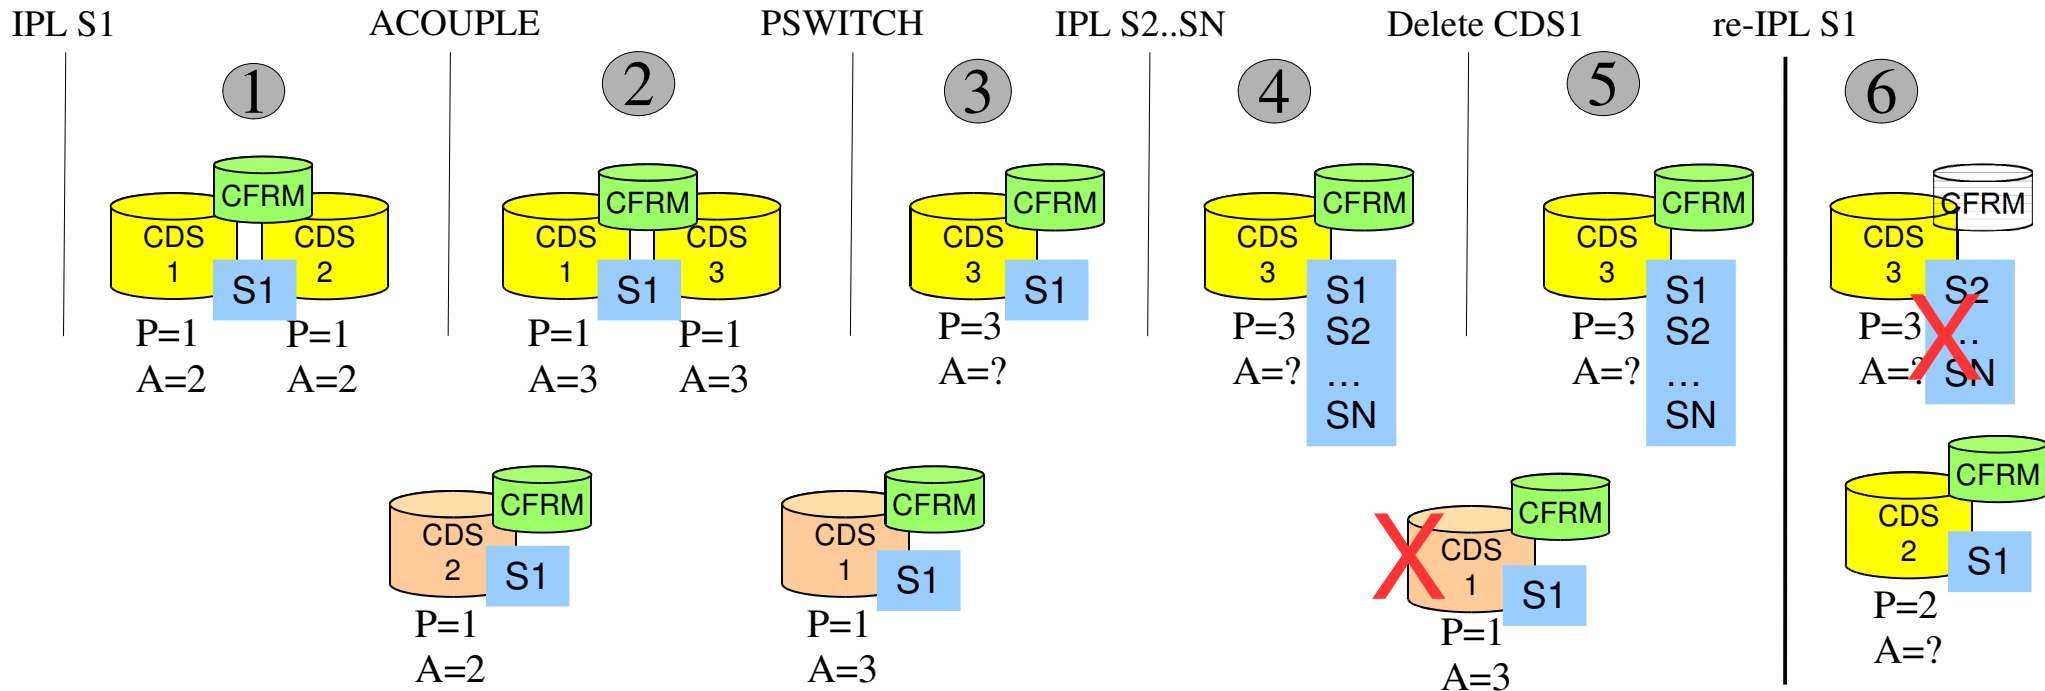 IPL S1
ACOUPLE
PSWITCH
IPL S2..SN
Delete CDS1
re-IPL S1
1
2
3
4
5
6
CFRM
CDS
1
CDS
2
S1
P=1
A=2
P=1
A=2
CFRM
CDS
1
CDS
3
S1
P=1
A=3
P=1
A=3
CFRM
CDS
3
S1
P=3
A=?
CFRM
CDS
3
S1
S2
...
SN
P=3
A=?
CFRM
CDS
3
S1
S2
...
SN
P=3
A=?
CFRM
CDS
3
S2
..
SN
P=3
A=?
CFRM
CDS
2
S1
P=1
A=2
CFRM
CDS
1
S1
P=1
A=3
CFRM
CDS
1
S1
P=1
A=3
CFRM
CDS
2
S1
P=2
A=?